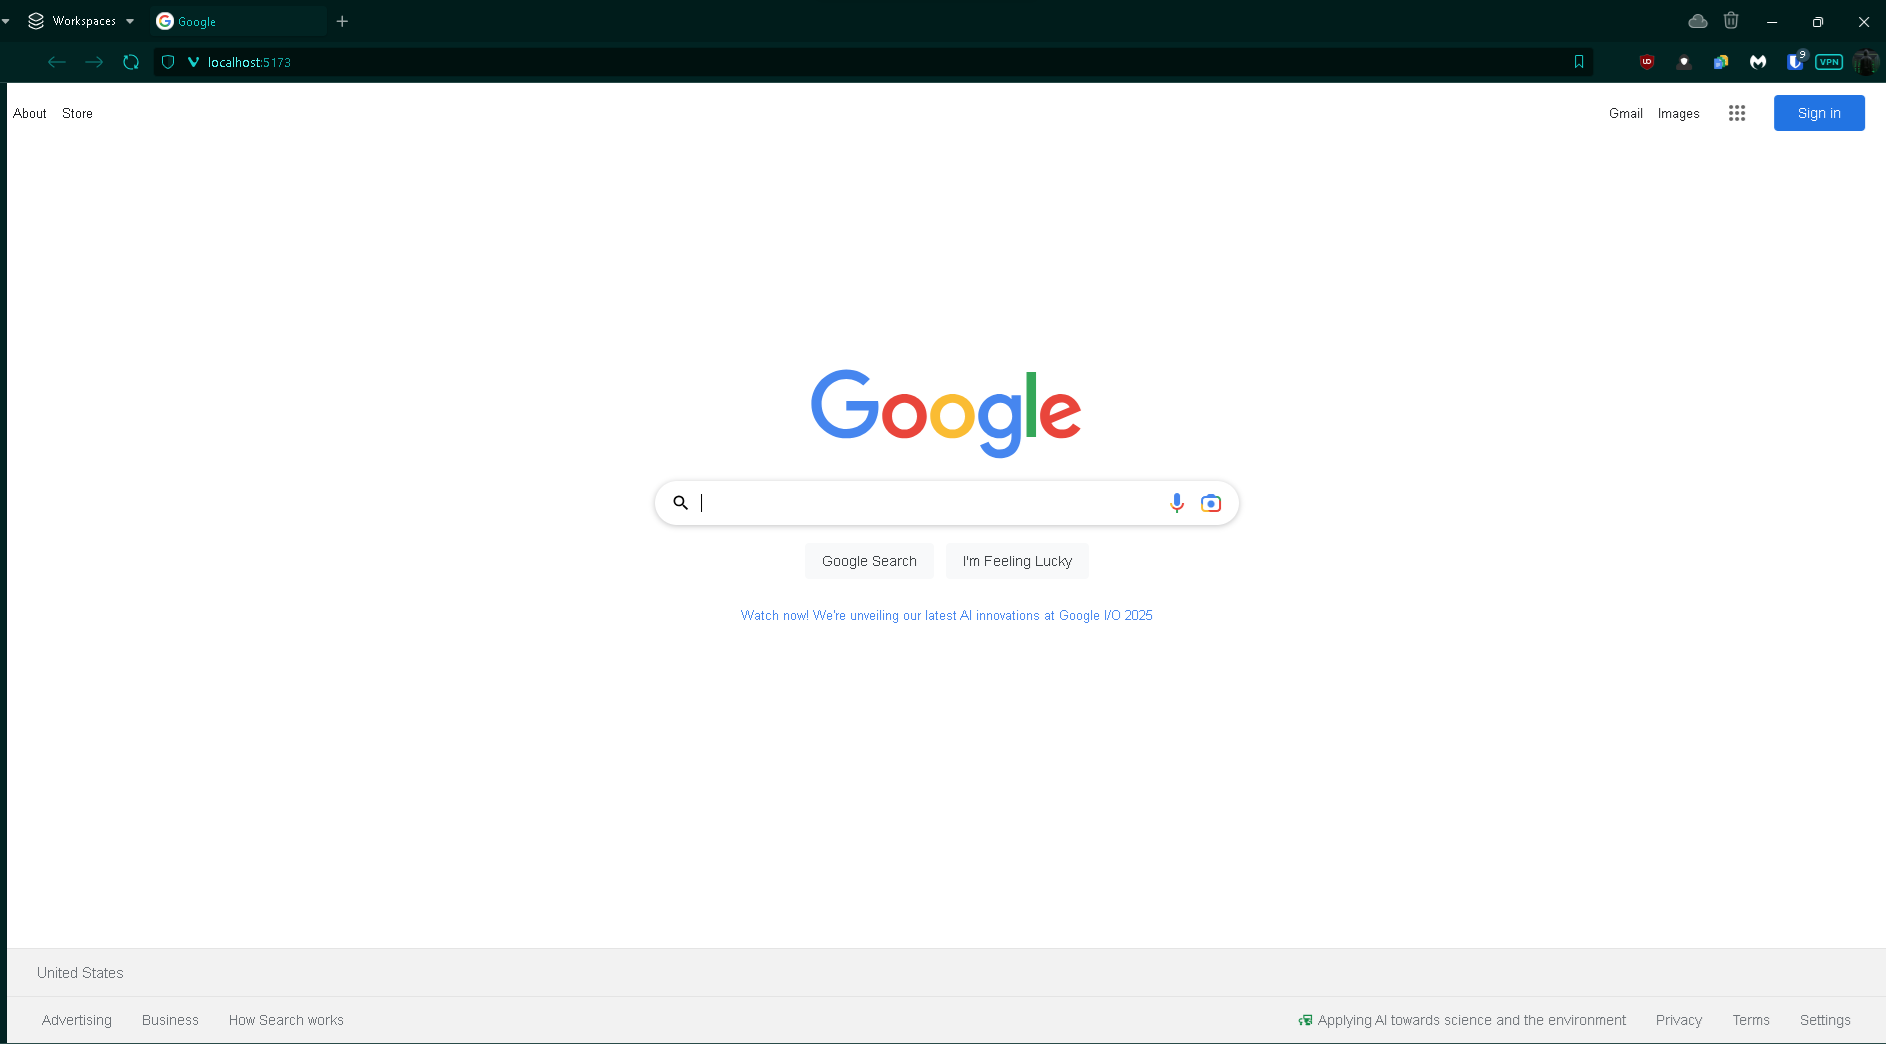 Workspaces Google
localhost:5173 UD 9 VPN
About Store Gmail Images Sign in
Google
Google Search I'm Feeling Lucky
Watch now! We're unveiling our latest AI innovations at Google I/O 2025
United States
Advertising Business How Search works Applying AI towards science and the environment Privacy Terms Settings